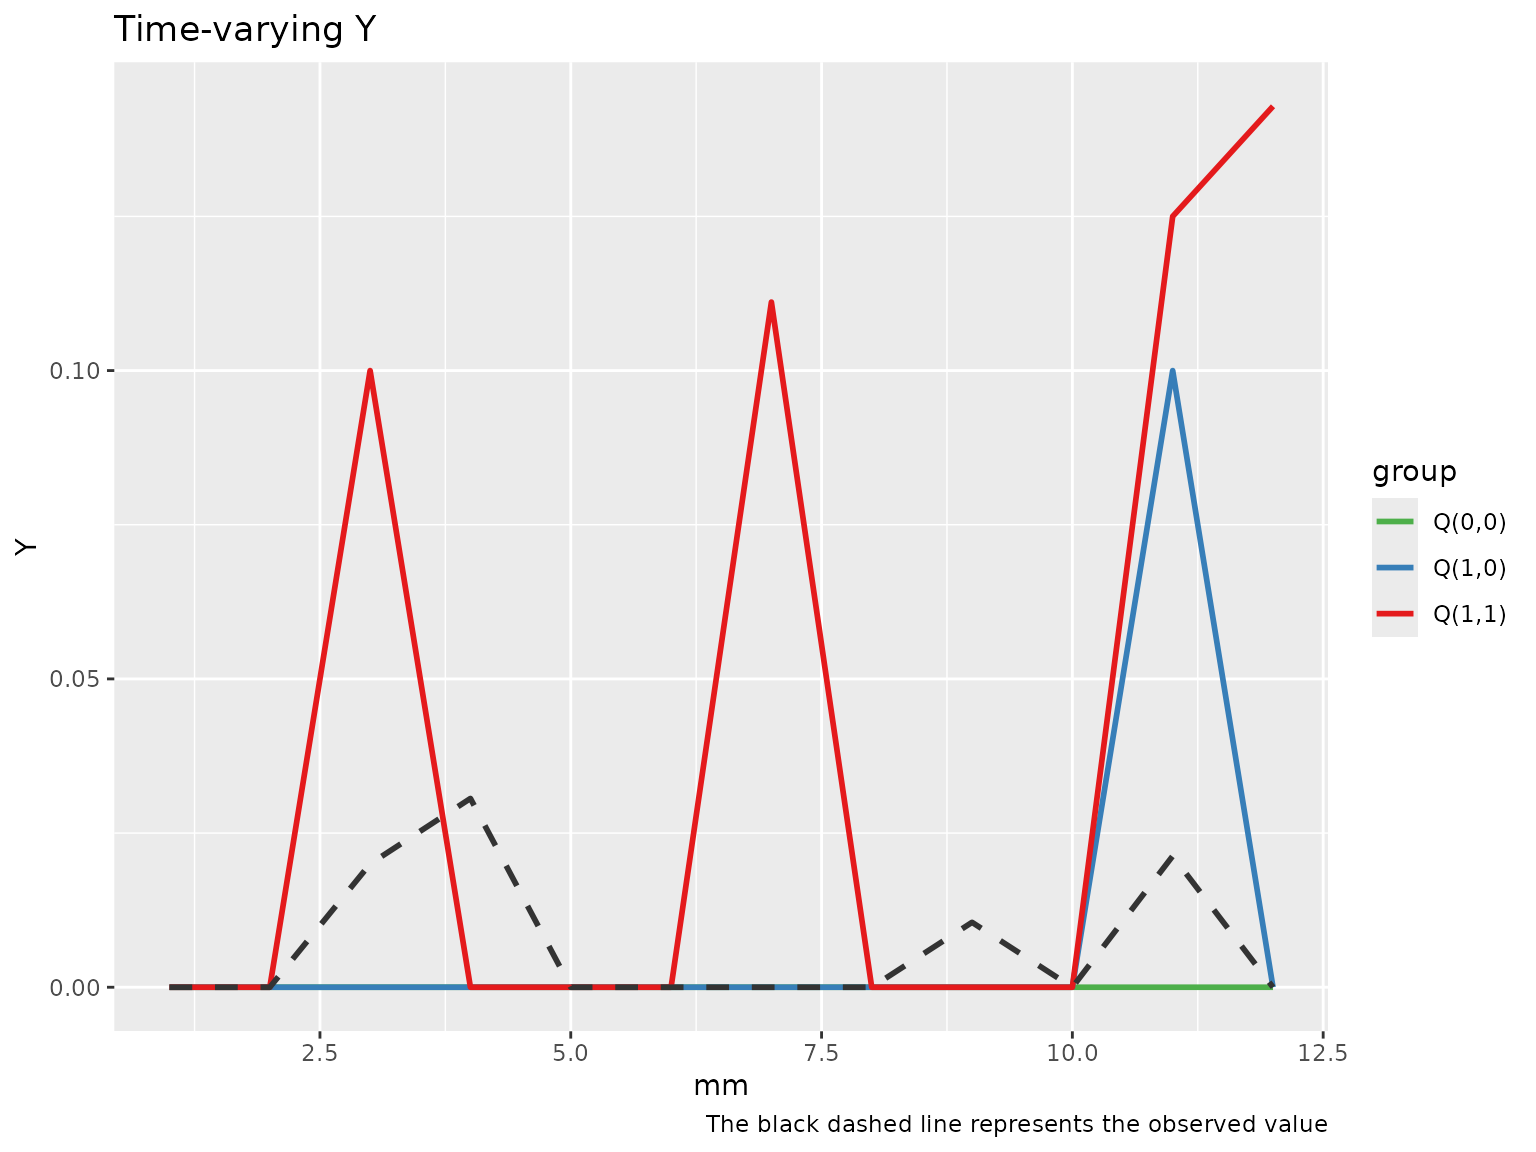 Time-varying Y
Y
0.10
0.05
0.00
2.5
5.0
7.5
10.0
12.5
mm
The black dashed line represents the observed value
group
Q(0,0)
Q(1,0)
Q(1,1)